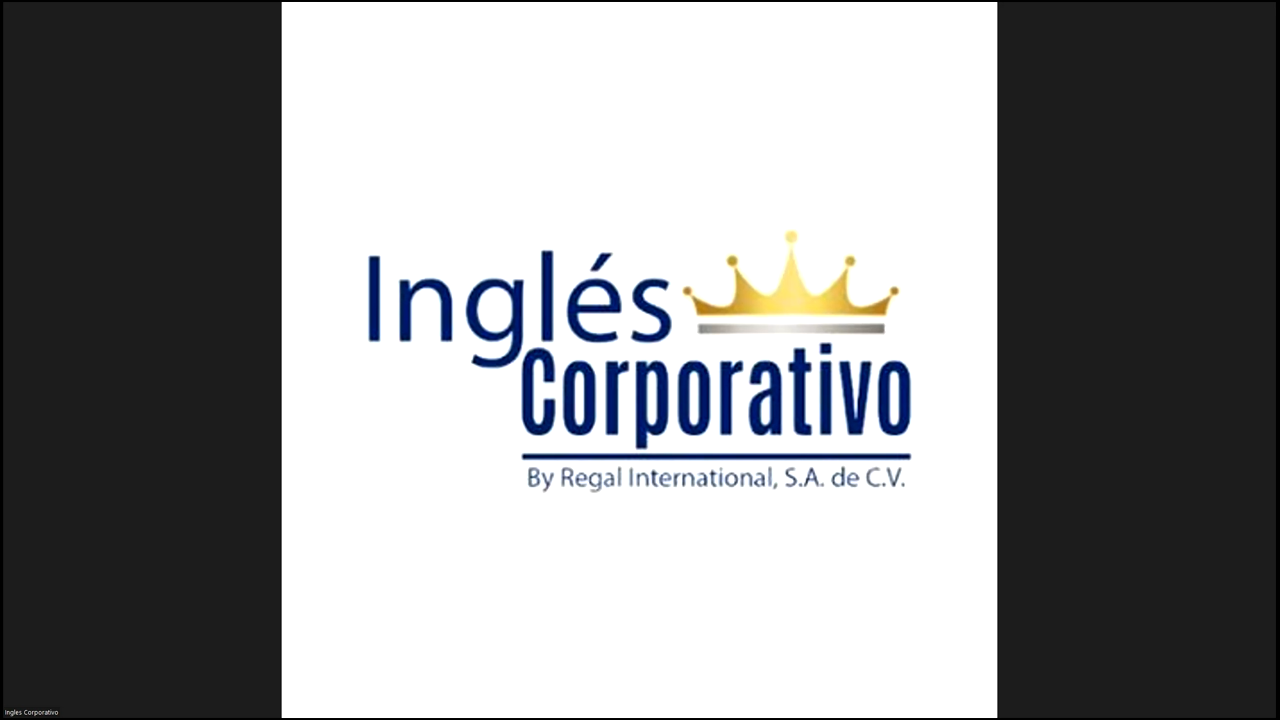 Inglés
Corporativo
By Regal International, S.A. de C.V.
Ingles Corporativo